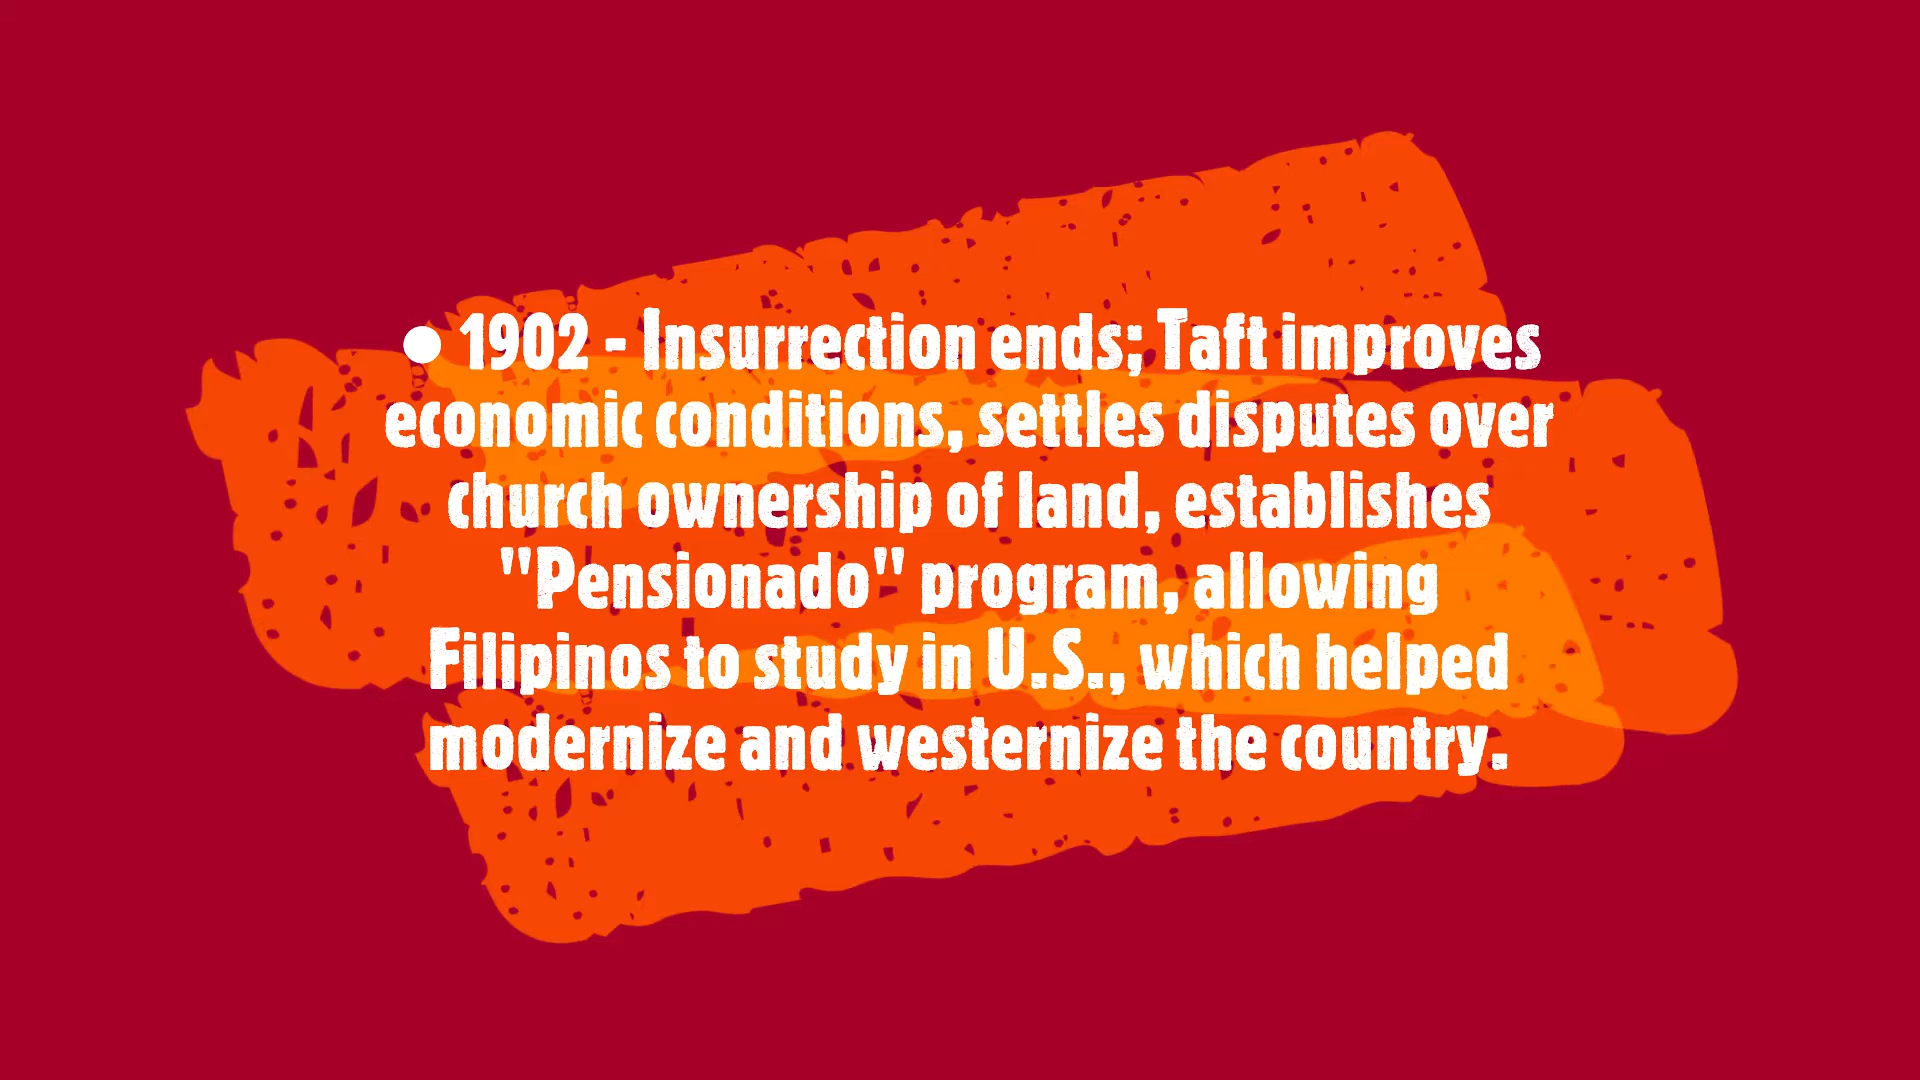 ● 1902 - Insurrection ends; Taft improves
economic conditions, settles disputes over
church ownership of land, establishes
"Pensionado" program, allowing
Filipinos to study in U.S., which helped
modernize and westernize the country.